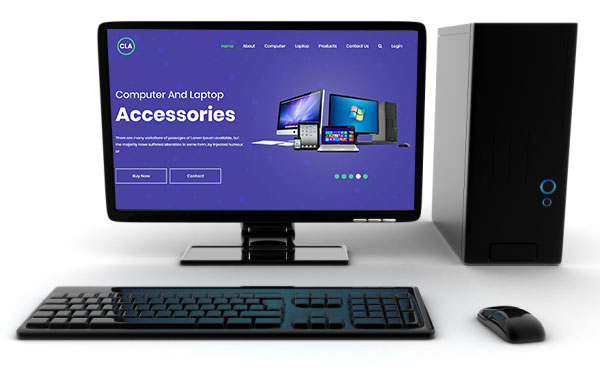 CLA
Home About Computer Laptop Products Contact Us Login
Computer And Laptop
Accessories
There are many variations of passages of Lorem Ipsum available, but
the majority have suffered alteration in some form, by injected humour,
or
Buy Now Contact